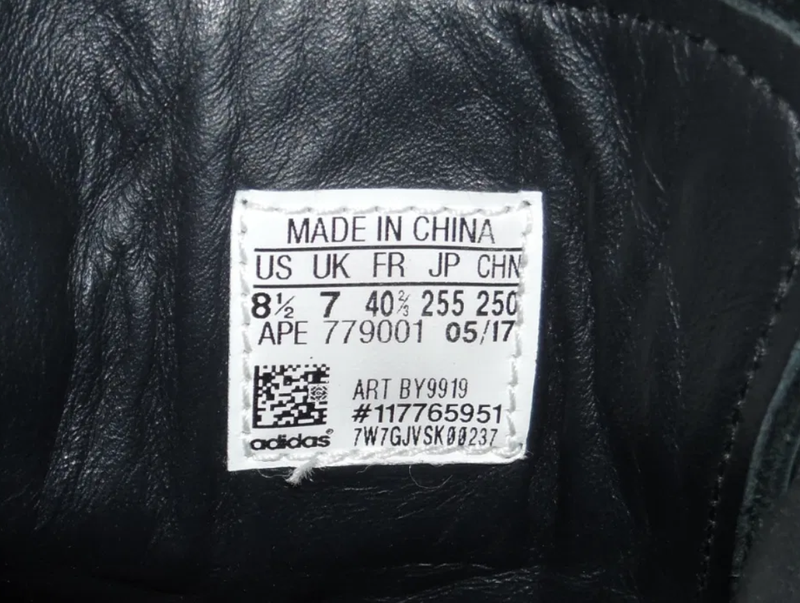 MADE IN CHINA
US UK FR JP CHN
8½ 7 40⅔ 255 250
APE 779001 05/17
ART BY9919
#117765951
adidas® 7W7GJVSK00237